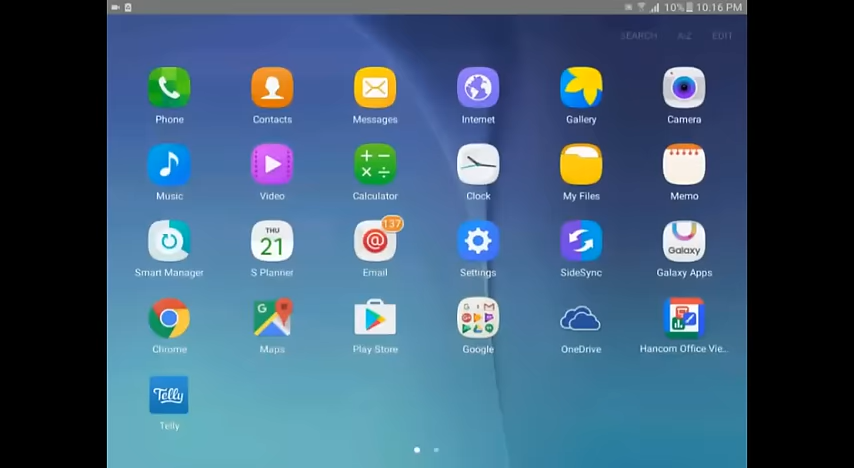 10% 10:16 PM
SEARCH A-Z EDIT
Phone Contacts Messages Internet Gallery Camera
Music Video Calculator Clock My Files Memo
THU
21
137
Galaxy
Smart Manager S Planner Email Settings SideSync Galaxy Apps
Chrome Maps Play Store Google OneDrive Hancom Office Vie..
Telly
Telly